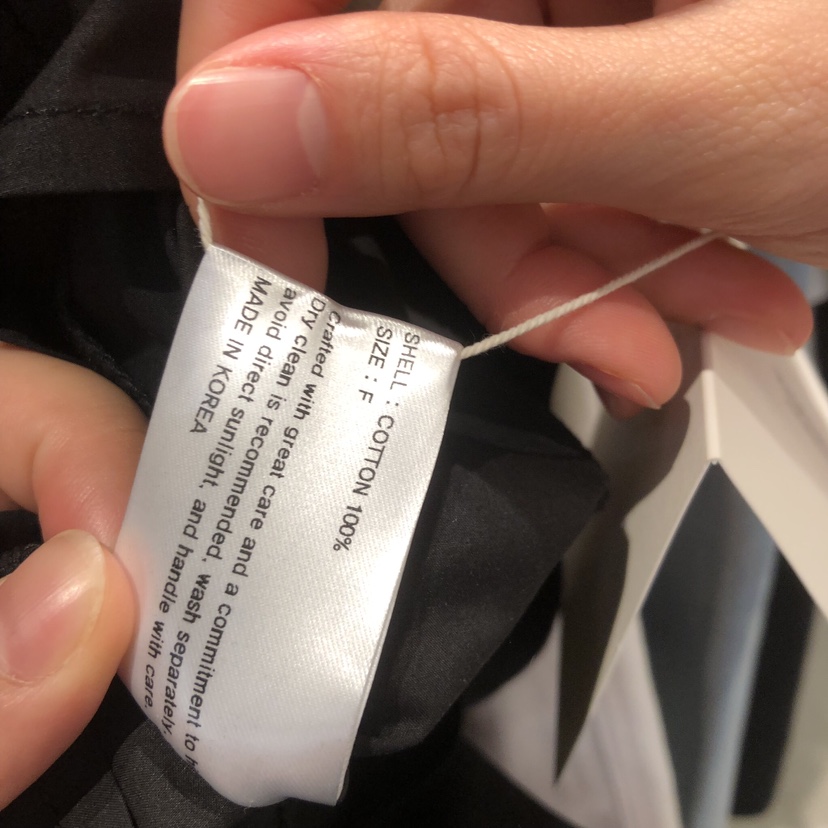 SHELL : COTTON 100%
SIZE : F
Crafted with great care and a commitment to
Dry clean is recommended, wash separately,
avoid direct sunlight, and handle with care.
MADE IN KOREA